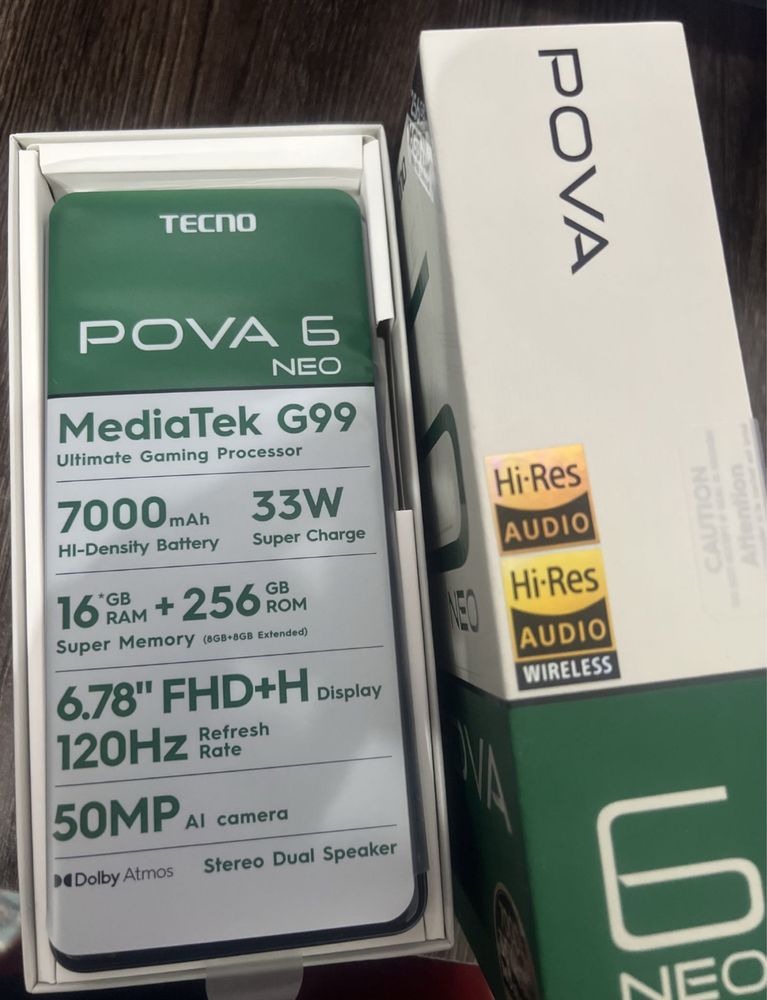 TECNO
POVA 6
NEO
MediaTek G99
Ultimate Gaming Processor
7000mAh
HI-Density Battery
33W
Super Charge
16*GB RAM + 256GB ROM
Super Memory (8GB+8GB Extended)
6.78" FHD+H Display
120Hz Refresh Rate
50MP AI camera
Dolby Atmos
Stereo Dual Speaker
POVA
Hi-Res
AUDIO
Hi-Res
AUDIO
WIRELESS
CAUTION
Attention
NEO
OVA
6
NEO